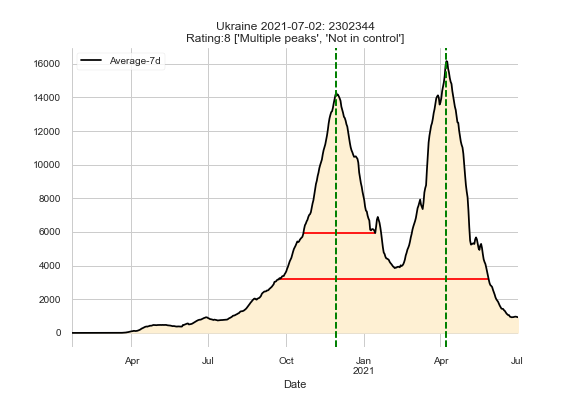 Ukraine 2021-07-02: 2302344
Rating:8 ['Multiple peaks', 'Not in control']
Average-7d
16000
14000
12000
10000
8000
6000
4000
2000
0
Apr
Jul
Oct
Jan
2021
Apr
Jul
Date